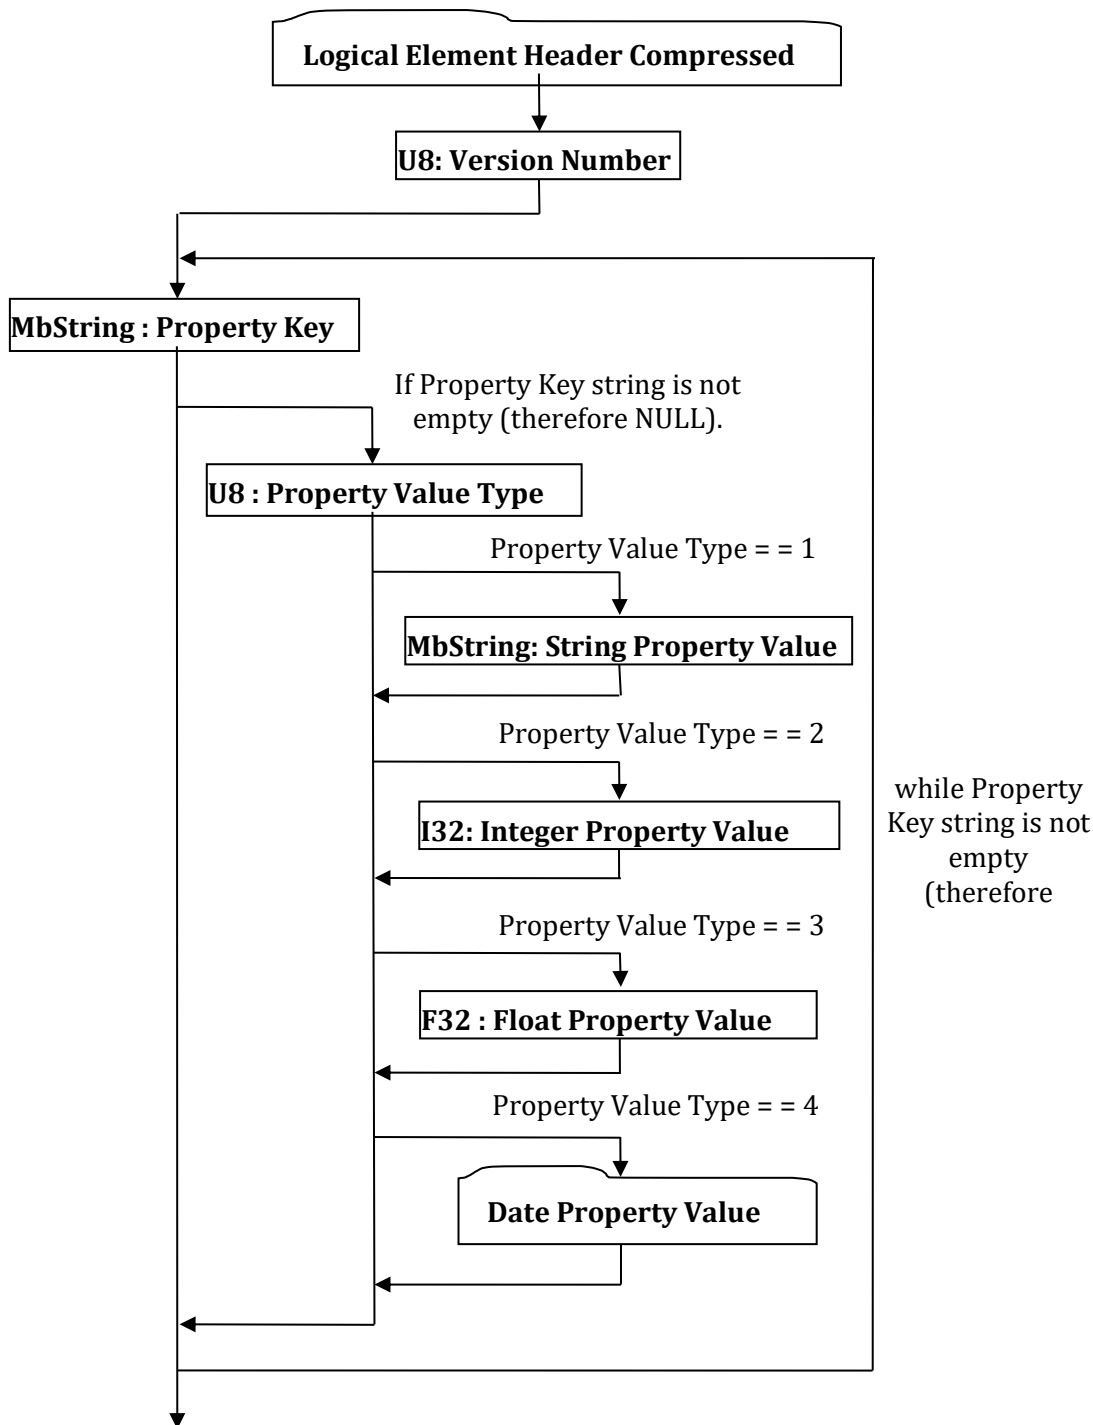 Logical Element Header Compressed
U8: Version Number
MbString : Property Key
If Property Key string is not
empty (therefore NULL).
U8 : Property Value Type
Property Value Type = = 1
MbString: String Property Value
Property Value Type = = 2
I32: Integer Property Value
while Property
Key string is not
empty
(therefore
Property Value Type = = 3
F32 : Float Property Value
Property Value Type = = 4
Date Property Value